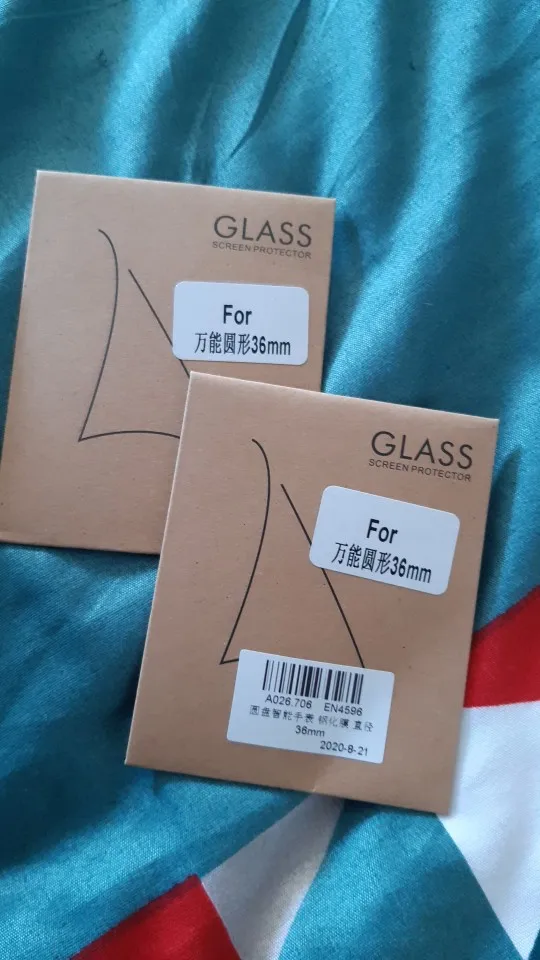 GLASS
SCREEN PROTECTOR
For
万能圆形36mm
GLASS
SCREEN PROTECTOR
For
万能圆形36mm
A026.706 EN4596
圆盘智能手表 钢化膜 直径
36mm
2020-8-21